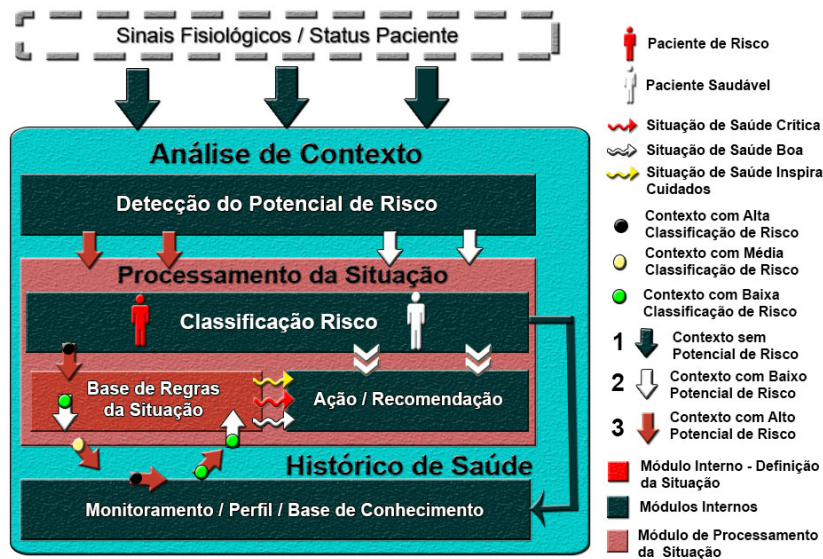 Sinais Fisiológicos / Status Paciente
Análise de Contexto
Detecção do Potencial de Risco
Processamento da Situação
Classificação Risco
Base de Regras
da Situação
Ação / Recomendação
Histórico de Saúde
Monitoramento / Perfil / Base de Conhecimento
Paciente de Risco
Paciente Saudável
Situação de Saúde Crítica
Situação de Saúde Boa
Situação de Saúde Inspira
Cuidados
Contexto com Alta
Classificação de Risco
Contexto com Média
Classificação de Risco
Contexto com Baixa
Classificação de Risco
1 Contexto sem
Potencial de Risco
2 Contexto com Baixo
Potencial de Risco
3 Contexto com Alto
Potencial de Risco
Módulo Interno - Definição
da Situação
Módulos Internos
Módulo de Processamento
da Situação